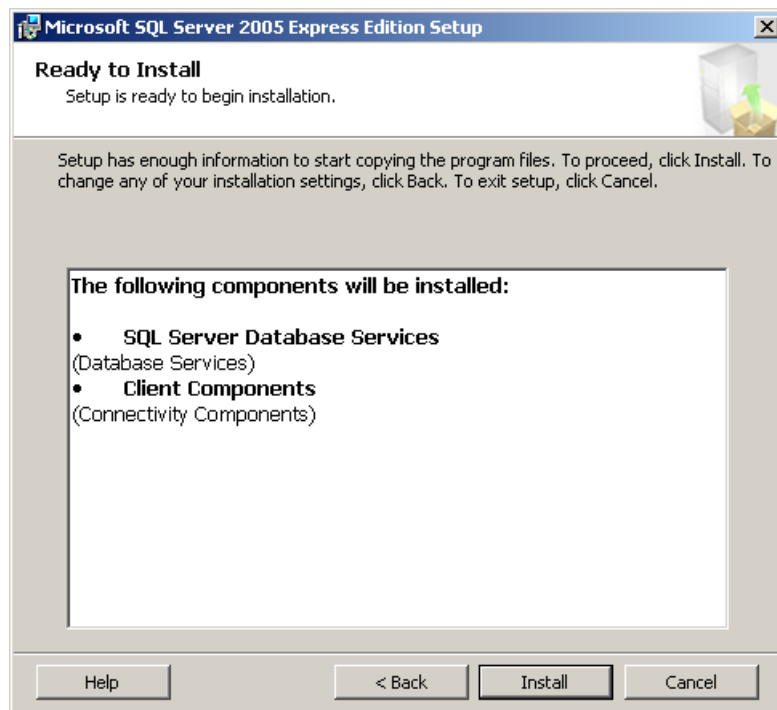 Microsoft SQL Server 2005 Express Edition Setup
Ready to Install
Setup is ready to begin installation.
Setup has enough information to start copying the program files. To proceed, click Install. To
change any of your installation settings, click Back. To exit setup, click Cancel.
The following components will be installed:
• SQL Server Database Services
(Database Services)
• Client Components
(Connectivity Components)
Help
< Back
Install
Cancel